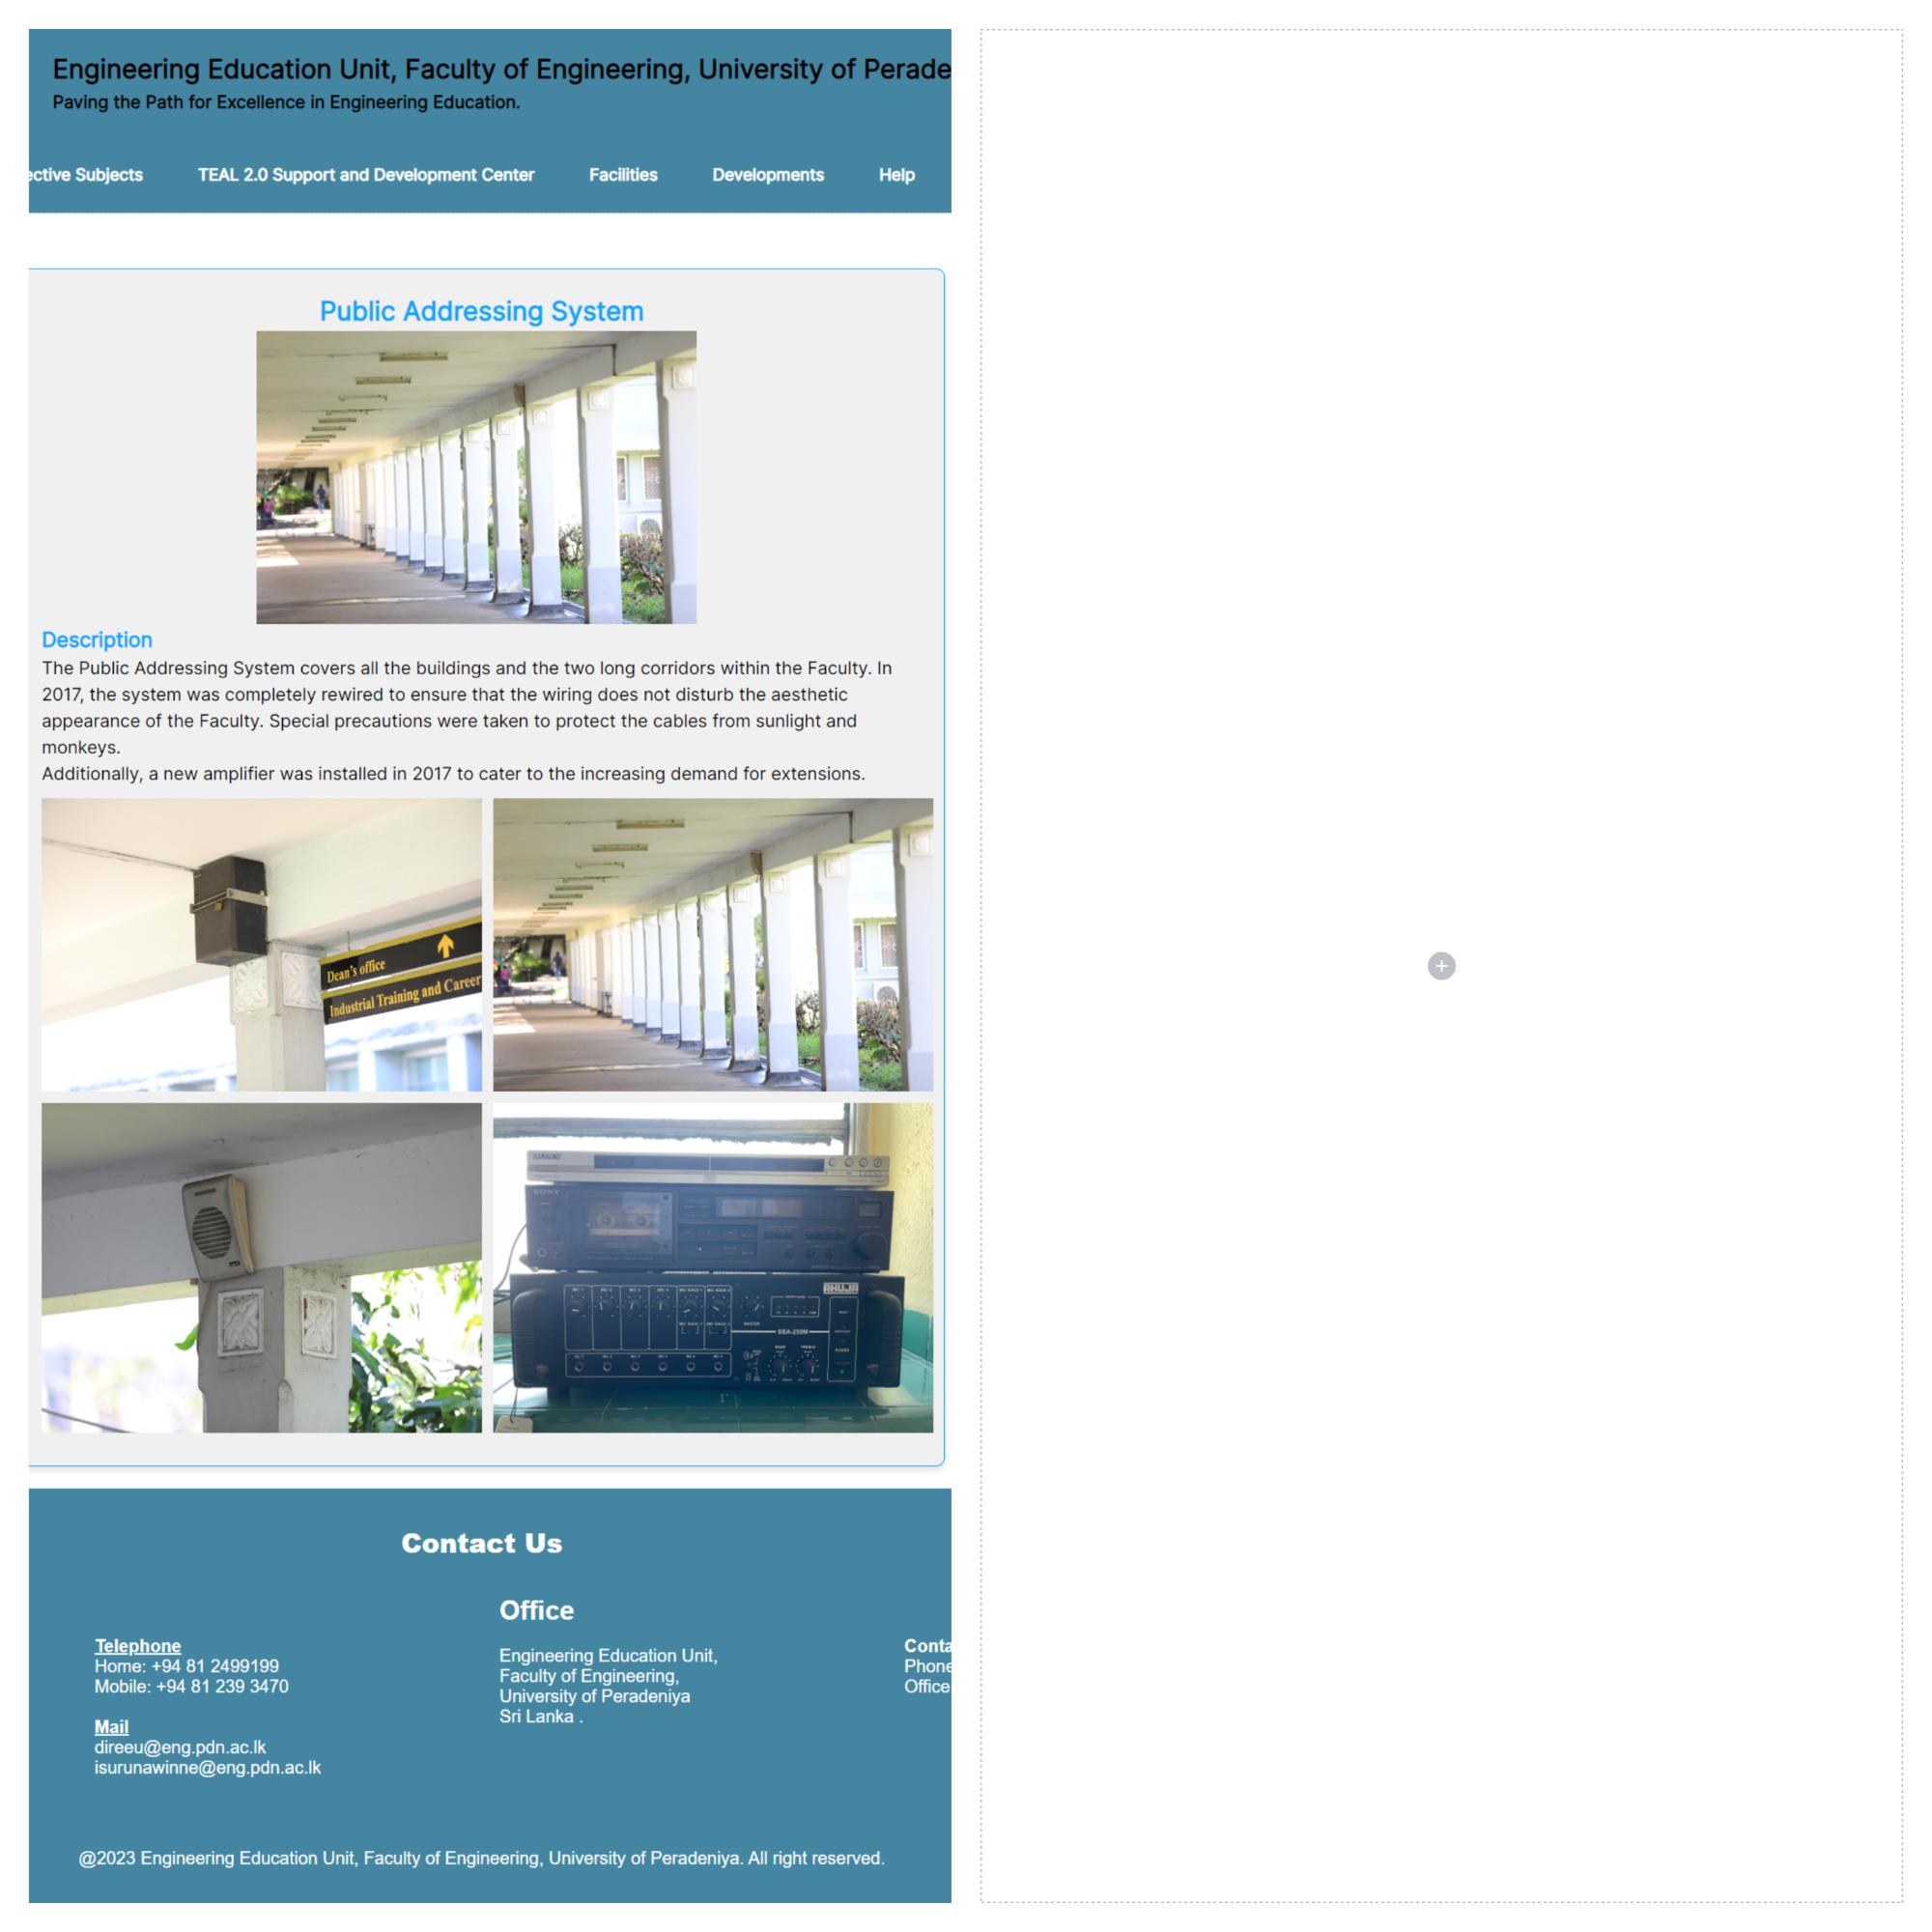 Engineering Education Unit, Faculty of Engineering, University of Perade
Paving the Path for Excellence in Engineering Education.
ective Subjects TEAL 2.0 Support and Development Center Facilities Developments Help
Public Addressing System
Description
The Public Addressing System covers all the buildings and the two long corridors within the Faculty. In
2017, the system was completely rewired to ensure that the wiring does not disturb the aesthetic
appearance of the Faculty. Special precautions were taken to protect the cables from sunlight and
monkeys.
Additionally, a new amplifier was installed in 2017 to cater to the increasing demand for extensions.
Dean's office
Industrial Training and Career
SONY
AHUJA
SSA-250M
Contact Us
Office
Telephone
Home: +94 81 2499199
Mobile: +94 81 239 3470
Mail
direeu@eng.pdn.ac.lk
isurunawinne@eng.pdn.ac.lk
Engineering Education Unit,
Faculty of Engineering,
University of Peradeniya
Sri Lanka .
Conta
Phone
Office
@2023 Engineering Education Unit, Faculty of Engineering, University of Peradeniya. All right reserved.